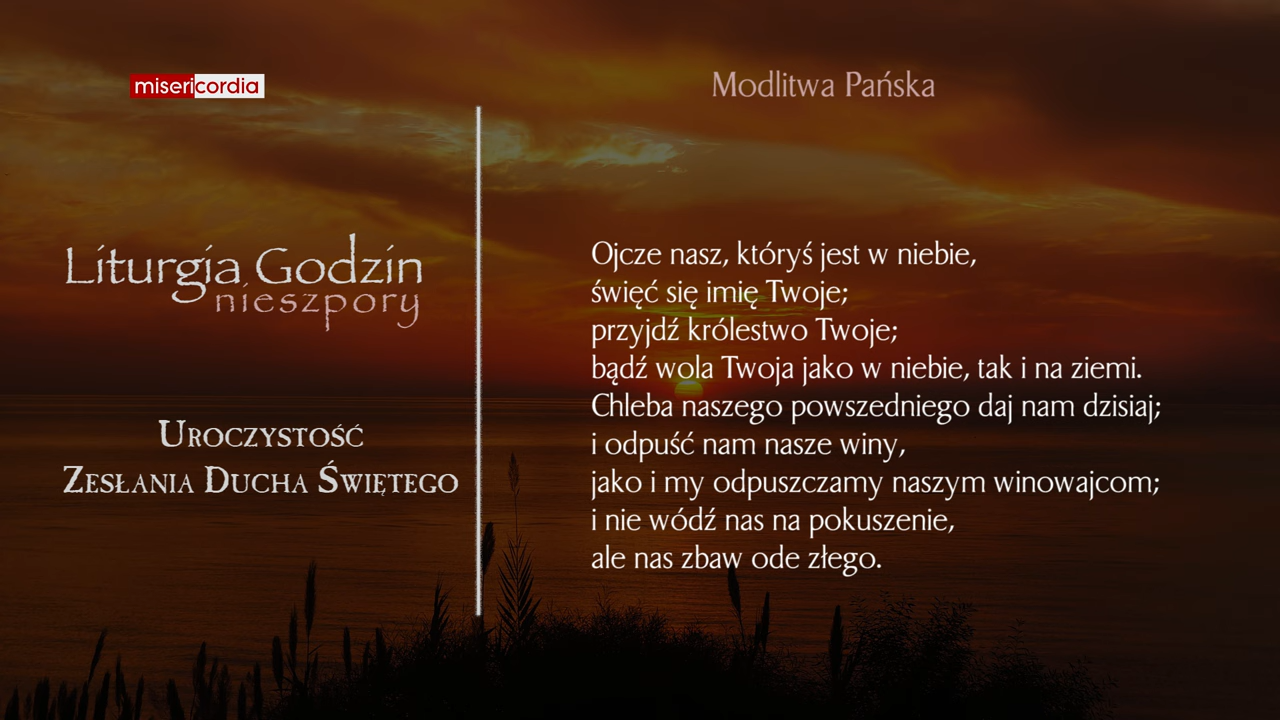 misericordia
Liturgia Godzin
nieszpory
Uroczystość
Zesłania Ducha Świętego
Modlitwa Pańska
Ojcze nasz, któryś jest w niebie,
święć się imię Twoje;
przyjdź królestwo Twoje;
bądź wola Twoja jako w niebie, tak i na ziemi.
Chleba naszego powszedniego daj nam dzisiaj;
i odpuść nam nasze winy,
jako i my odpuszczamy naszym winowajcom;
i nie wódź nas na pokuszenie,
ale nas zbaw ode złego.